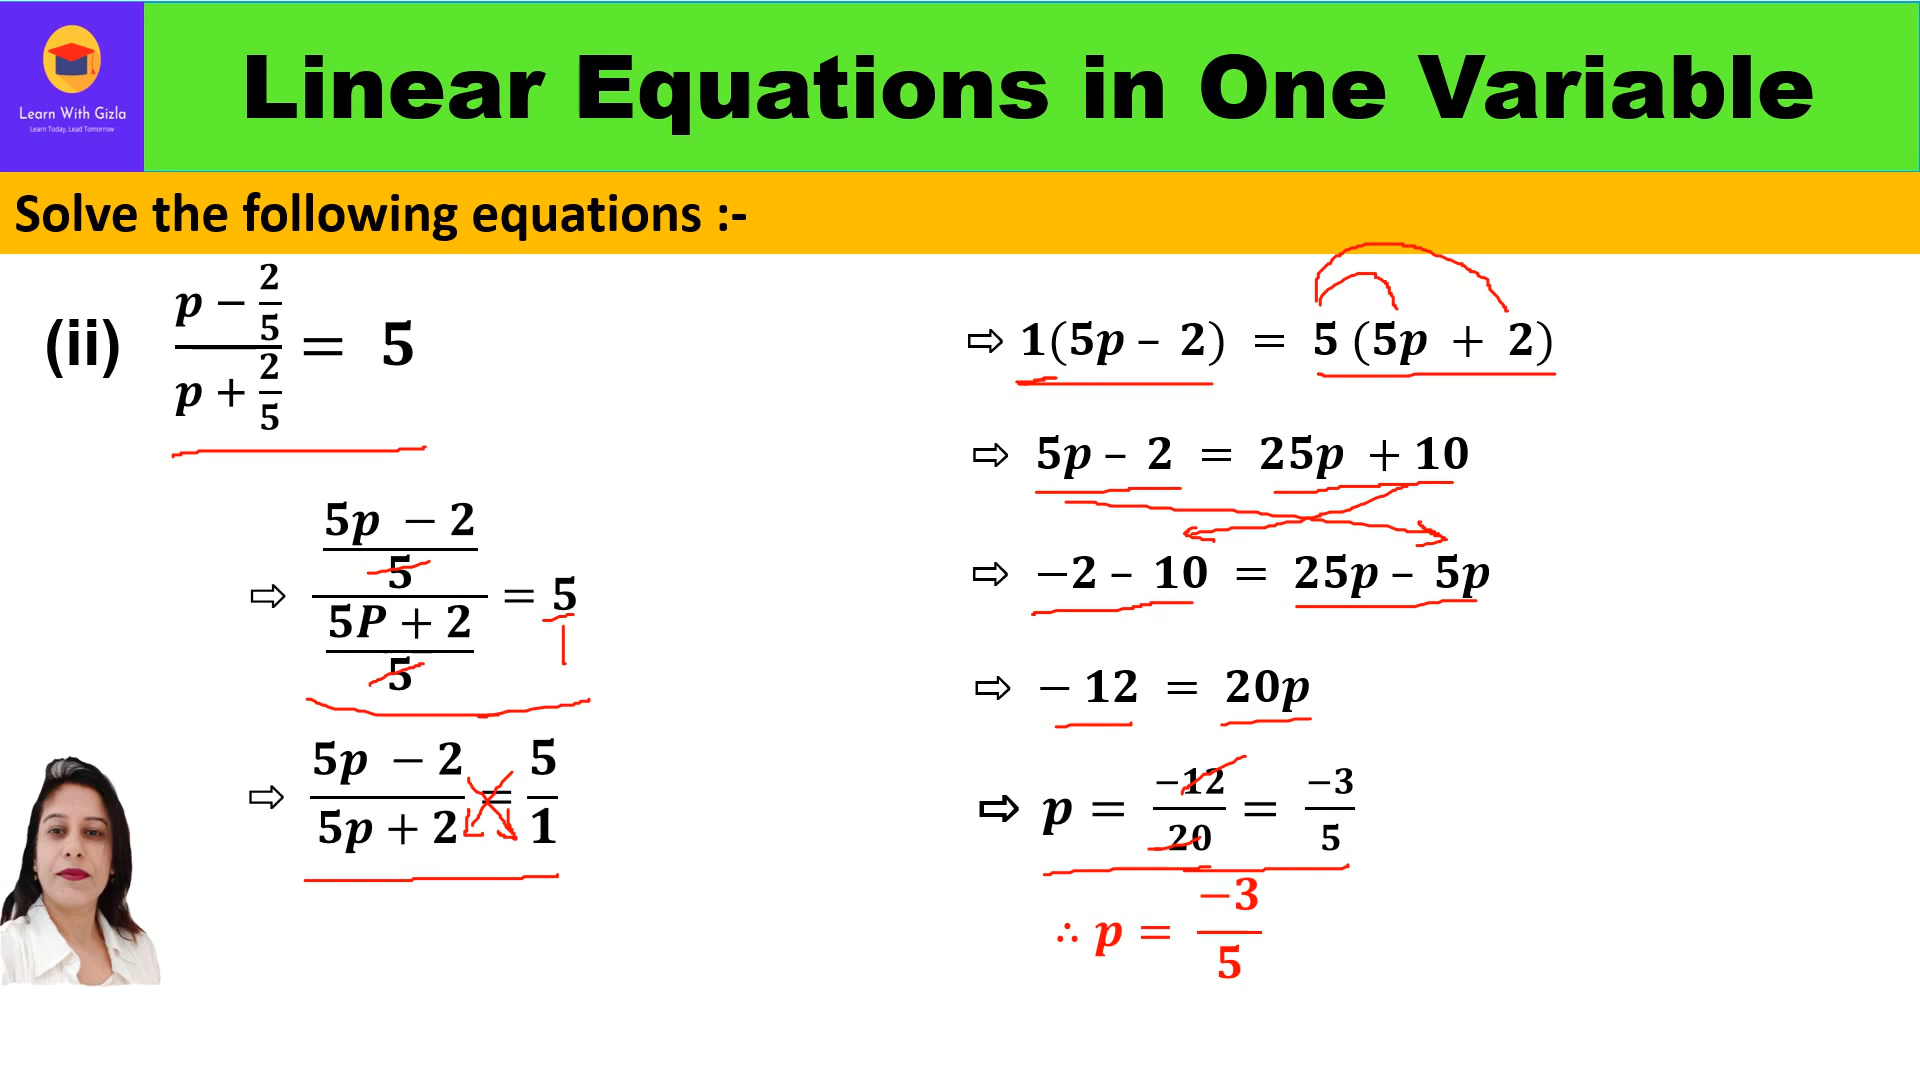 Learn With Gizla
Learn Today, Lead Tomorrow
Linear Equations in One Variable
Solve the following equations :-
(ii) (p − 2/5)/(p + 2/5) = 5
⇨ ((5p − 2)/5)/((5P + 2)/5) = 5
1
⇨ (5p − 2)/(5p + 2) = 5/1
⇨ 1(5p – 2) = 5 (5p + 2)
⇨ 5p – 2 = 25p + 10
⇨ −2 – 10 = 25p – 5p
⇨ − 12 = 20p
⇨ p = −12/20 = −3/5
∴ p = −3/5